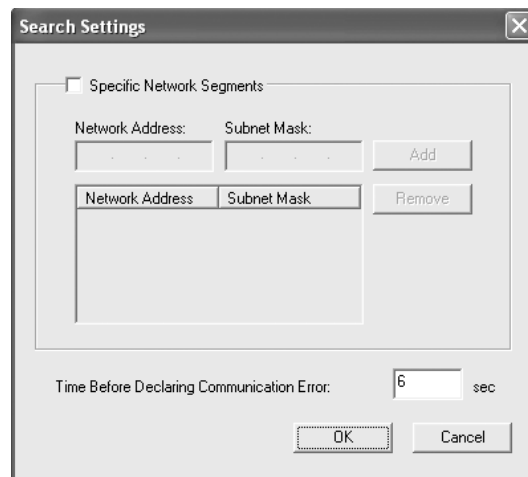 Search Settings
Specific Network Segments
Network Address: Subnet Mask:
Add
Network Address Subnet Mask
Remove
Time Before Declaring Communication Error: 6 sec
OK Cancel